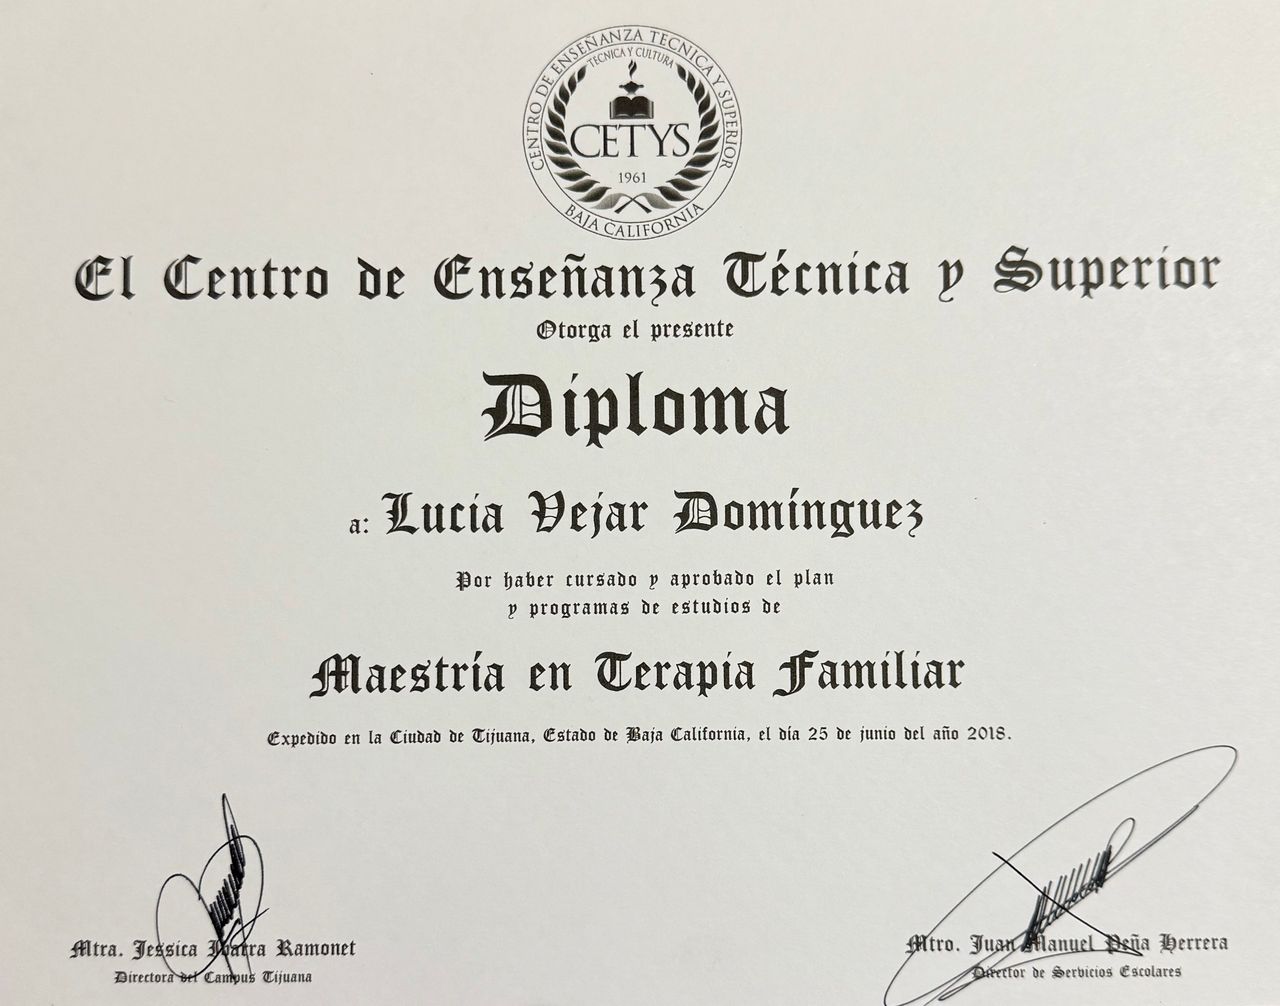 CENTRO DE ENSEÑANZA TECNICA Y SUPERIOR
TECNICA Y CULTURA
CETYS
1961
BAJA CALIFORNIA
El Centro de Enseñanza Técnica y Superior
Otorga el presente
Diploma
a: Lucia Vejar Domínguez
Por haber cursado y aprobado el plan
y programas de estudios de
Maestría en Terapia Familiar
Expedido en la Ciudad de Tijuana, Estado de Baja California, el día 25 de junio del año 2018.
Mtra. Jessica Ibarra Ramonet
Directora del Campus Tijuana
Mtro. Juan Manuel Peña Herrera
Director de Servicios Escolares